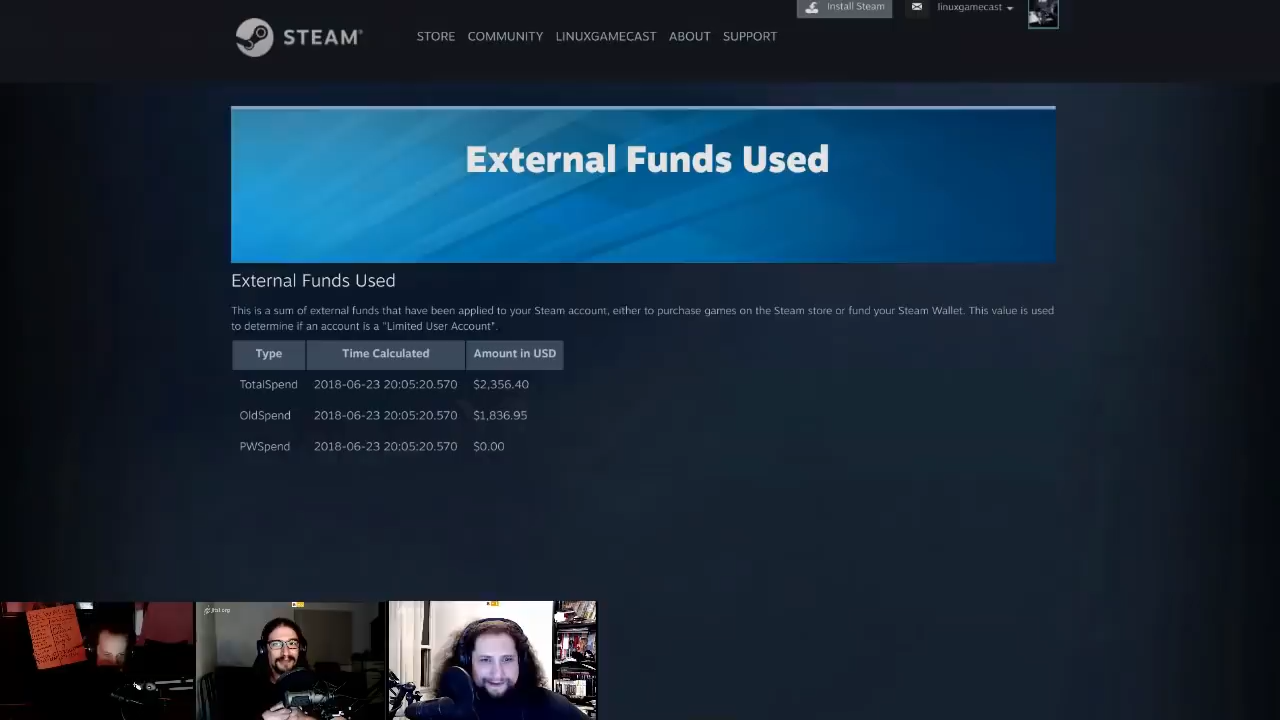 Install Steam
linuxgamecast
STEAM
STORE COMMUNITY LINUXGAMECAST ABOUT SUPPORT
External Funds Used
External Funds Used
This is a sum of external funds that have been applied to your Steam account, either to purchase games on the Steam store or fund your Steam Wallet. This value is used
to determine if an account is a "Limited User Account".
Type Time Calculated Amount in USD
TotalSpend 2018-06-23 20:05:20.570 $2,356.40
OldSpend 2018-06-23 20:05:20.570 $1,836.95
PWSpend 2018-06-23 20:05:20.570 $0.00